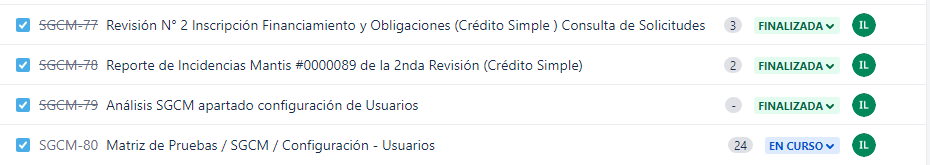 SGCM-77 Revisión N° 2 Inscripción Financiamiento y Obligaciones (Crédito Simple ) Consulta de Solicitudes 3 FINALIZADA IL
SGCM-78 Reporte de Incidencias Mantis #0000089 de la 2nda Revisión (Crédito Simple) 2 FINALIZADA IL
SGCM-79 Análisis SGCM apartado configuración de Usuarios - FINALIZADA IL
SGCM-80 Matriz de Pruebas / SGCM / Configuración - Usuarios 24 EN CURSO IL